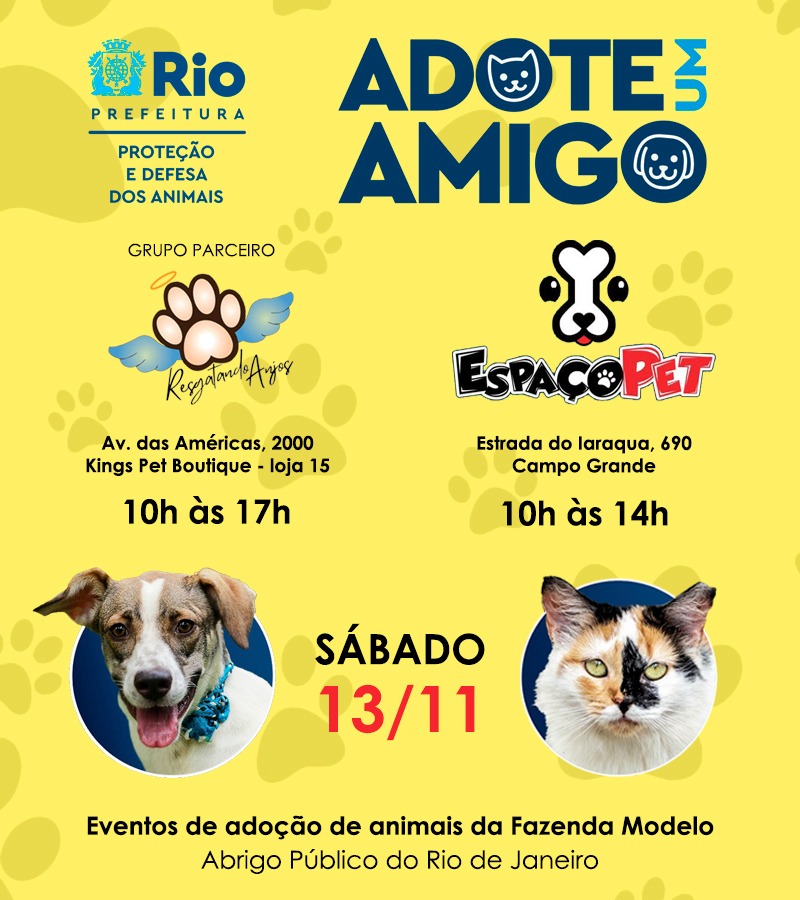 Rio
PREFEITURA
PROTEÇÃO
E DEFESA
DOS ANIMAIS
ADOTE UM
AMIGO
GRUPO PARCEIRO
Resgatando Anjos
Av. das Américas, 2000
Kings Pet Boutique - loja 15
10h às 17h
ESPAÇOPET
Estrada do Iaraqua, 690
Campo Grande
10h às 14h
SÁBADO
13/11
Eventos de adoção de animais da Fazenda Modelo
Abrigo Público do Rio de Janeiro